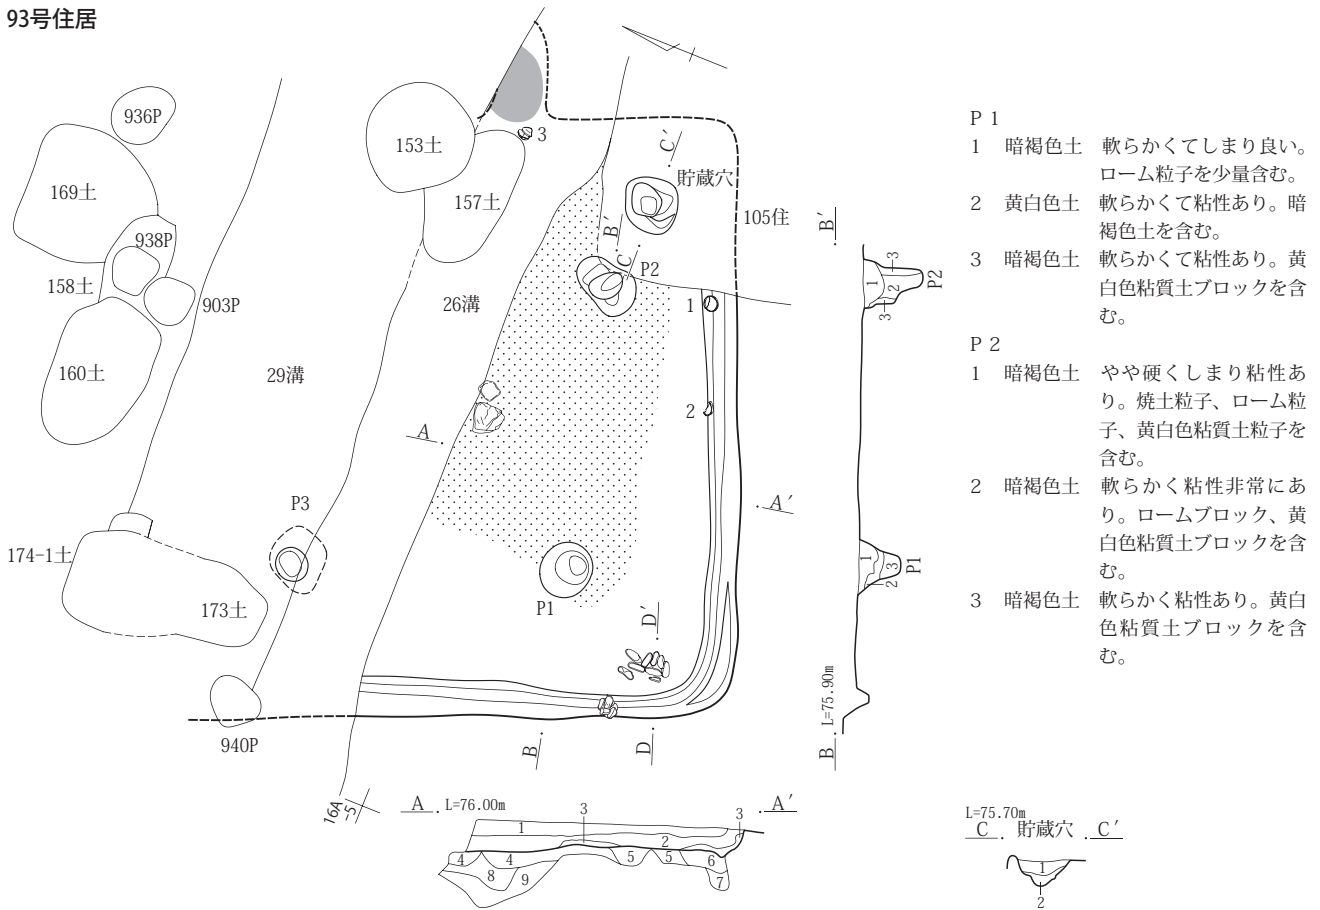 93号住居
936P
169土
938P
158土
903P
160土
153土
157土
3
29溝
26溝
C′
貯蔵穴
105住
B′
C
P2
1
2
A
A′
P3
174-1土
173土
P1
D′
940P
B
D
16A
-5
B′
3
1
2
3
P2
1
3
2
P1
B
L=75.90m
A
L=76.00m
A′
3
3
1
2
4
4
5
5
6
8
9
7
L=75.70m
C
貯蔵穴
C′
1
2
P 1
1 暗褐色土 軟らかくてしまり良い。
ローム粒子を少量含む。
2 黄白色土 軟らかくて粘性あり。暗
褐色土を含む。
3 暗褐色土 軟らかくて粘性あり。黄
白色粘質土ブロックを含
む。
P 2
1 暗褐色土 やや硬くしまり粘性あ
り。焼土粒子、ローム粒
子、黄白色粘質土粒子を
含む。
2 暗褐色土 軟らかく粘性非常にあ
り。ロームブロック、黄
白色粘質土ブロックを含
む。
3 暗褐色土 軟らかく粘性あり。黄白
色粘質土ブロックを含
む。